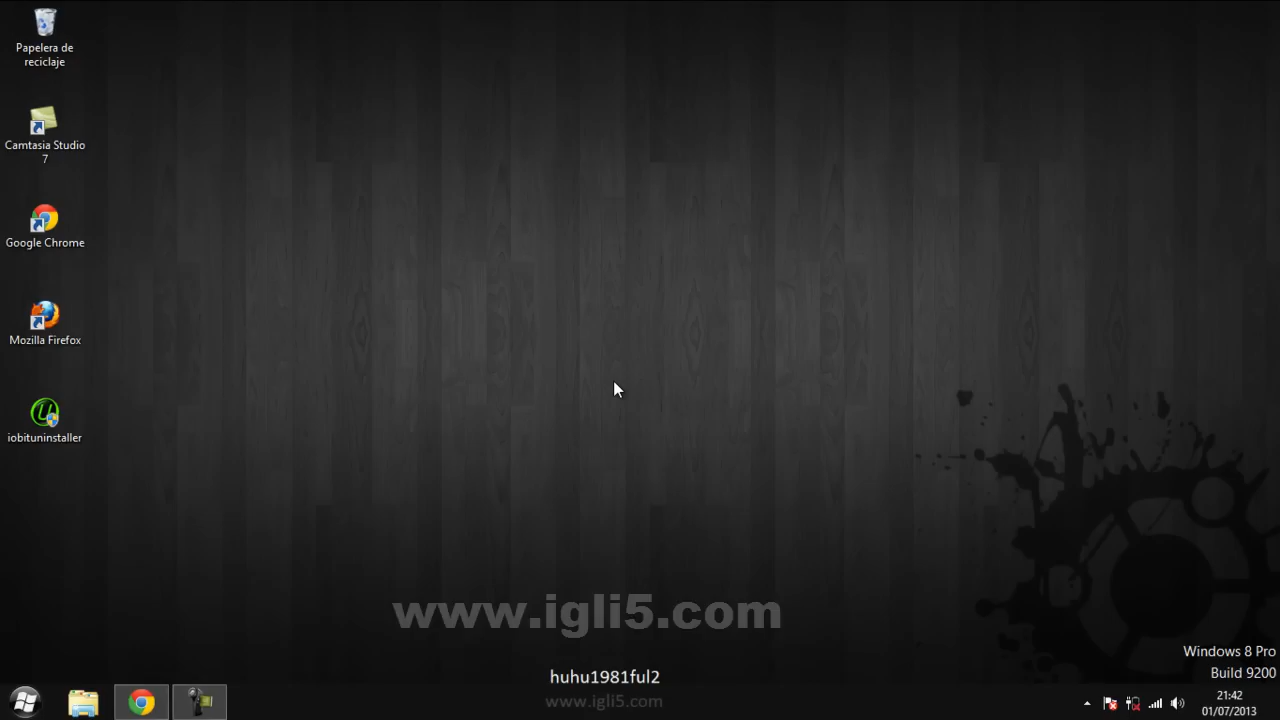 Papelera de
reciclaje
Camtasia Studio
7
Google Chrome
Mozilla Firefox
iobituninstaller
www.igli5.com
huhu1981ful2
www.igli5.com
Windows 8 Pro
Build 9200
21:42
01/07/2013